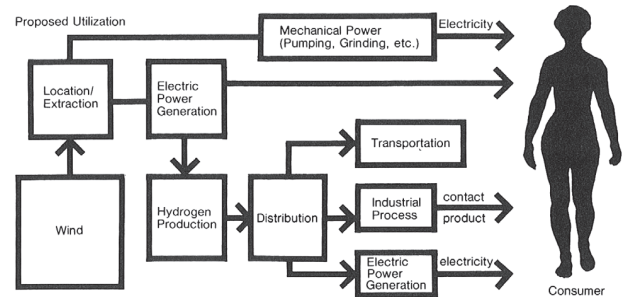 Proposed Utilization
Mechanical Power
(Pumping, Grinding, etc.)
Electricity
Location/
Extraction
Electric
Power
Generation
Transportation
Wind
Hydrogen
Production
Distribution
Industrial
Process
contact
product
Electric
Power
Generation
electricity
Consumer